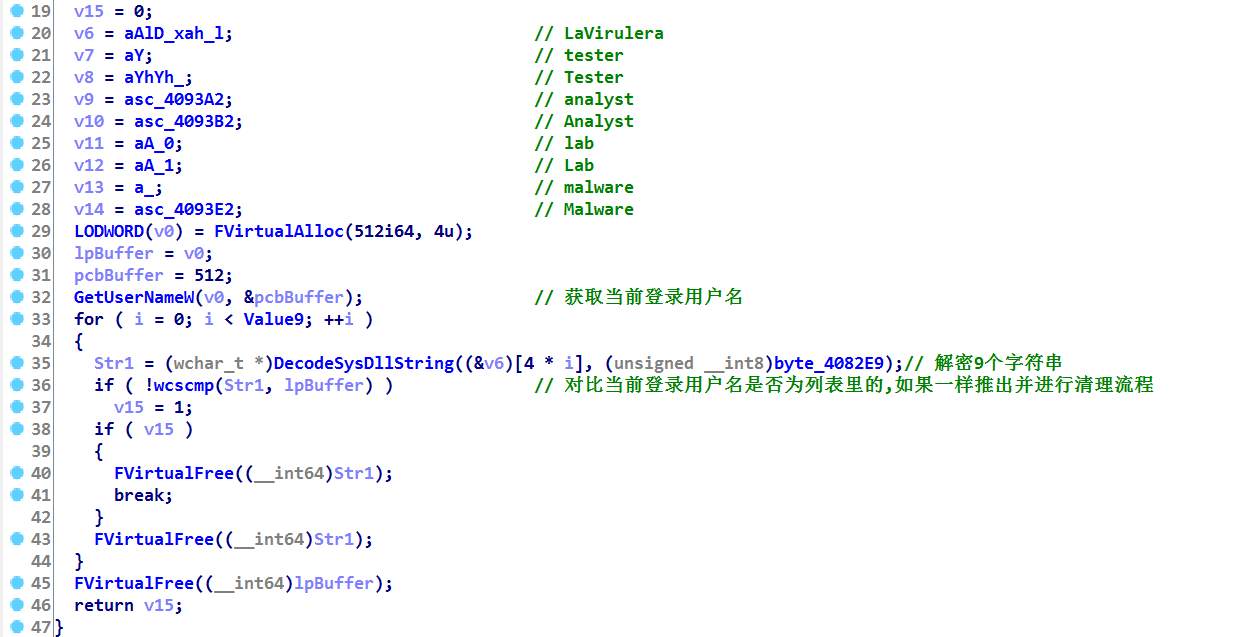 19 v15 = 0;
20 v6 = aAlD_xah_l; // LaVirulera
21 v7 = aY; // tester
22 v8 = aYhYh_; // Tester
23 v9 = asc_4093A2; // analyst
24 v10 = asc_4093B2; // Analyst
25 v11 = aA_0; // lab
26 v12 = aA_1; // Lab
27 v13 = a_; // malware
28 v14 = asc_4093E2; // Malware
29 LODWORD(v0) = FVirtualAlloc(512i64, 4u);
30 lpBuffer = v0;
31 pcbBuffer = 512;
32 GetUserNameW(v0, &pcbBuffer); // 获取当前登录用户名
33 for ( i = 0; i < Value9; ++i )
34 {
35 Str1 = (wchar_t *)DecodeSysDllString((&v6)[4 * i], (unsigned __int8)byte_4082E9);// 解密9个字符串
36 if ( !wcscmp(Str1, lpBuffer) ) // 对比当前登录用户名是否为列表里的,如果一样推出并进行清理流程
37 v15 = 1;
38 if ( v15 )
39 {
40 FVirtualFree((__int64)Str1);
41 break;
42 }
43 FVirtualFree((__int64)Str1);
44 }
45 FVirtualFree((__int64)lpBuffer);
46 return v15;
47 }